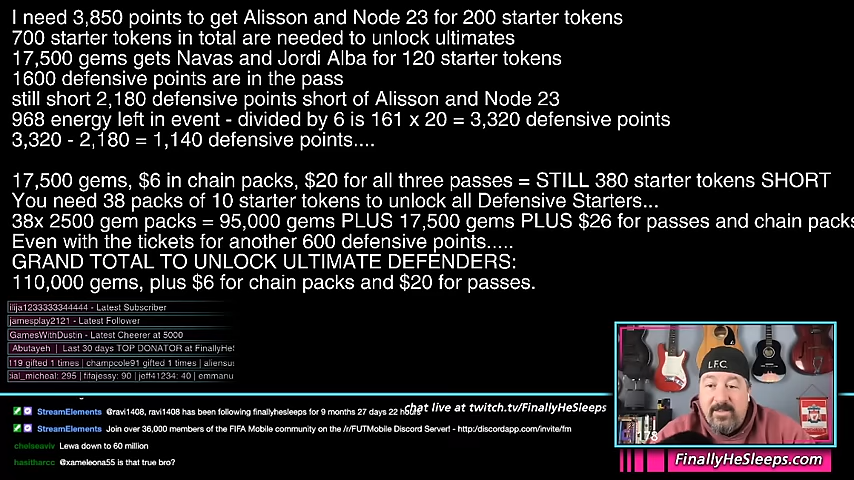 I need 3,850 points to get Alisson and Node 23 for 200 starter tokens
700 starter tokens in total are needed to unlock ultimates
17,500 gems gets Navas and Jordi Alba for 120 starter tokens
1600 defensive points are in the pass
still short 2,180 defensive points short of Alisson and Node 23
968 energy left in event - divided by 6 is 161 x 20 = 3,320 defensive points
3,320 - 2,180 = 1,140 defensive points....
17,500 gems, $6 in chain packs, $20 for all three passes = STILL 380 starter tokens SHORT
You need 38 packs of 10 starter tokens to unlock all Defensive Starters...
38x 2500 gem packs = 95,000 gems PLUS 17,500 gems PLUS $26 for passes and chain packs
Even with the tickets for another 600 defensive points.....
GRAND TOTAL TO UNLOCK ULTIMATE DEFENDERS:
110,000 gems, plus $6 for chain packs and $20 for passes.
ilija1233333344444 - Latest Subscriber
jamesplay2121 - Latest Follower
GamesWithDustin - Latest Cheerer at 5000
Abutayeh | Last 30 days TOP DONATOR at FinallyHe
119 gifted 1 times | champcole91 gifted 1 times | aliensu
:ial_micheal: 295 | fifajessy: 90 | jeff41234: 40 | emmanu
L.F.C.
chat live at twitch.tv/FinallyHeSleeps
StreamElements @ravi1408, ravi1408 has been following finallyhesleeps for 9 months 27 days 22 hours
StreamElements Join over 36,000 members of the FIFA Mobile community on the /r/FUTMobile Discord Server! - http://discordapp.com/invite/fm
chelseaviv Lewa down to 60 million
hasitharcc @xameleona55 is that true bro?
178
FinallyHeSleeps.com